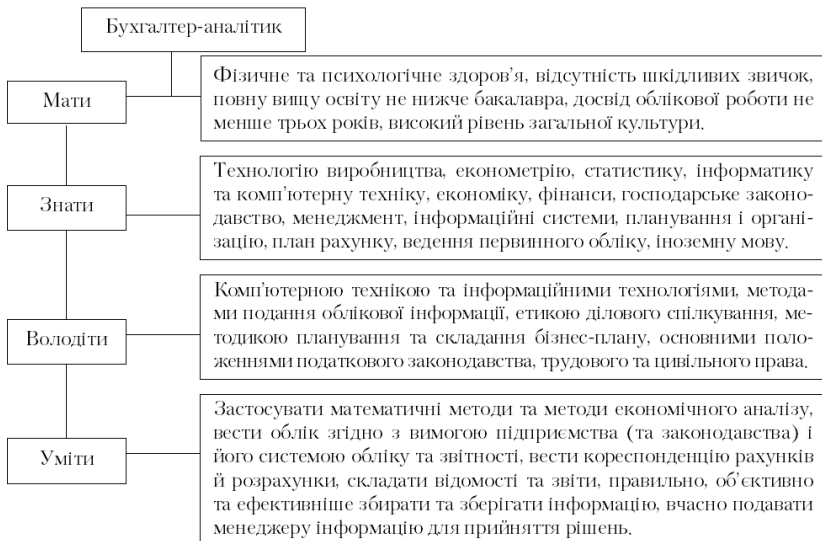 Бухгалтер-аналітик
Мати
Фізичне та психологічне здоров'я, відсутність шкідливих звичок,
повну вищу освіту не нижче бакалавра, досвід облікової роботи не
менше трьох років, високий рівень загальної культури.
Знати
Технологію виробництва, економетрію, статистику, інформатику
та комп'ютерну техніку, економіку, фінанси, господарське законо-
давство, менеджмент, інформаційні системи, планування і органі-
зацію, план рахунку, ведення первинного обліку, іноземну мову.
Володіти
Комп'ютерною технікою та інформаційними технологіями, метода-
ми подання облікової інформації, етикою ділового спілкування, ме-
тодикою планування та складання бізнес-плану, основними поло-
женнями податкового законодавства, трудового та цивільного права.
Уміти
Застосувати математичні методи та методи економічного аналізу,
вести облік згідно з вимогою підприємства (та законодавства) і
його системою обліку та звітності, вести кореспонденцію рахунків
й розрахунки, складати відомості та звіти, правильно, об'єктивно
та ефективніше збирати та зберігати інформацію, вчасно подавати
менеджеру інформацію для прийняття рішень.